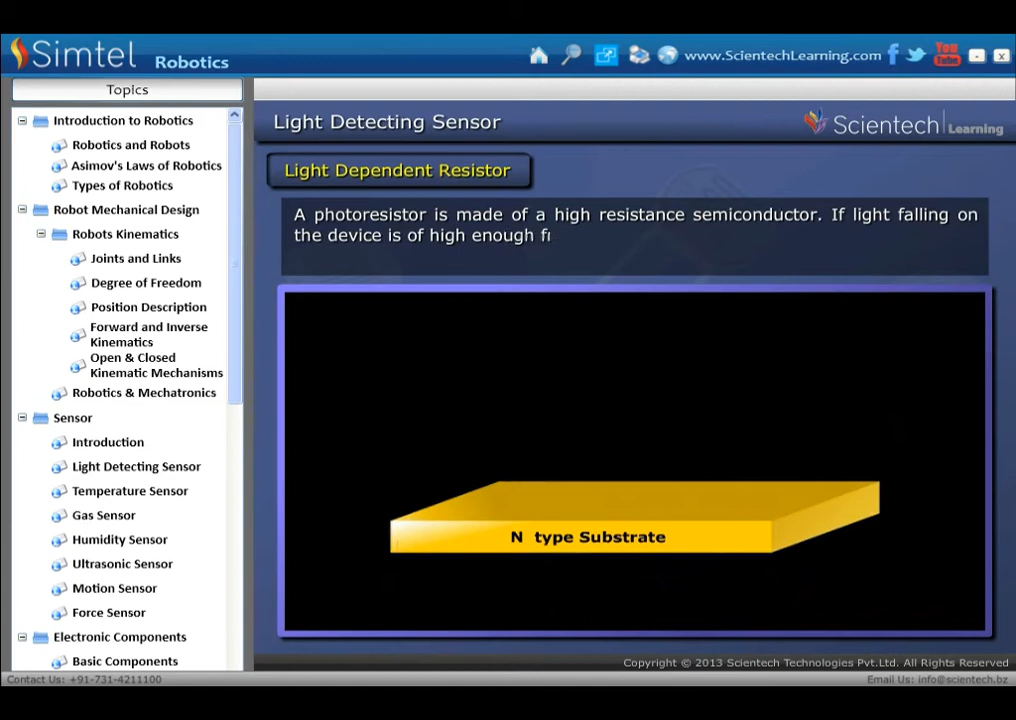 Simtel Robotics
www.ScientechLearning.com
You Tube
Topics
Introduction to Robotics
Robotics and Robots
Asimov's Laws of Robotics
Types of Robotics
Robot Mechanical Design
Robots Kinematics
Joints and Links
Degree of Freedom
Position Description
Forward and Inverse
Kinematics
Open & Closed
Kinematic Mechanisms
Robotics & Mechatronics
Sensor
Introduction
Light Detecting Sensor
Temperature Sensor
Gas Sensor
Humidity Sensor
Ultrasonic Sensor
Motion Sensor
Force Sensor
Electronic Components
Basic Components
Light Detecting Sensor
Scientech Learning
Light Dependent Resistor
A photoresistor is made of a high resistance semiconductor. If light falling on
the device is of high enough
N type Substrate
Copyright © 2013 Scientech Technologies Pvt.Ltd. All Rights Reserved
Contact Us: +91-731-4211100
Email Us: info@scientech.bz